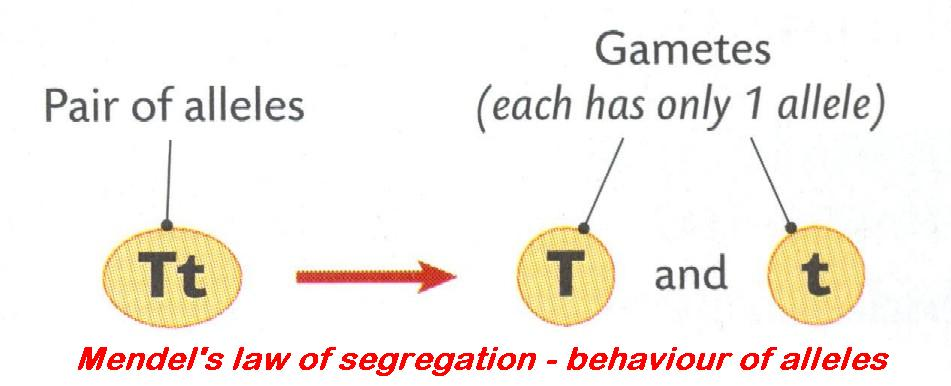 Gametes
(each has only 1 allele)
Pair of alleles
Tt
T and t
Mendel's law of segregation - behaviour of alleles